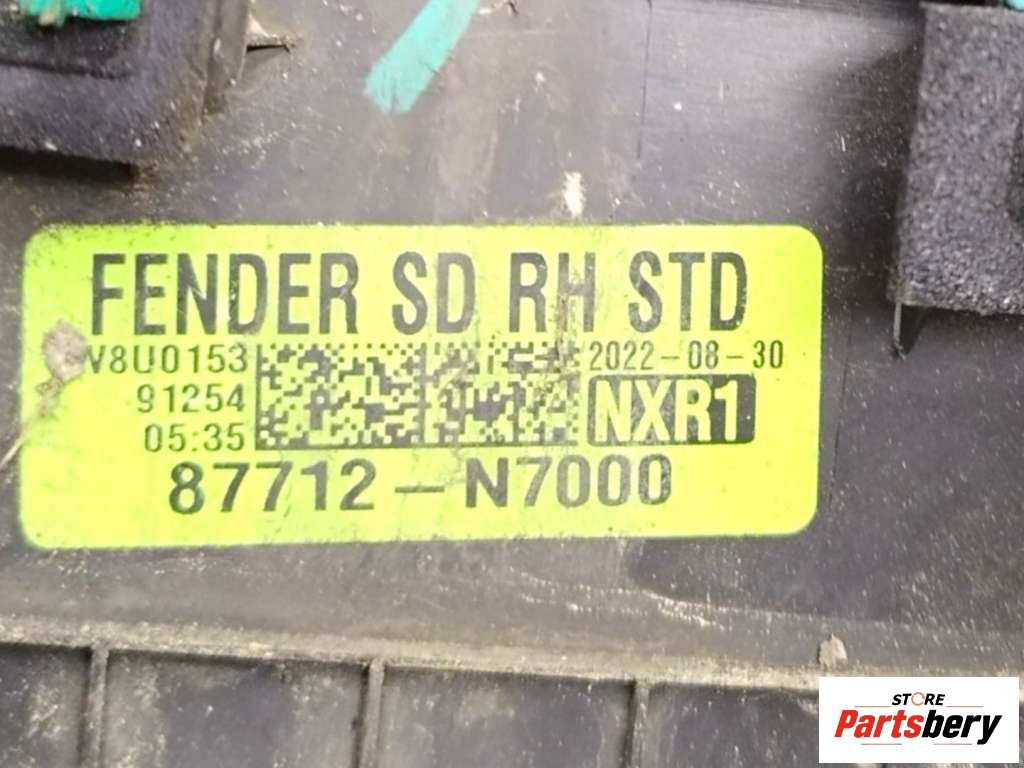 FENDER SD RH STD
V8U0153 2022-08-30
91254 NXR1
05:35
87712-N7000
STORE
Partsbery